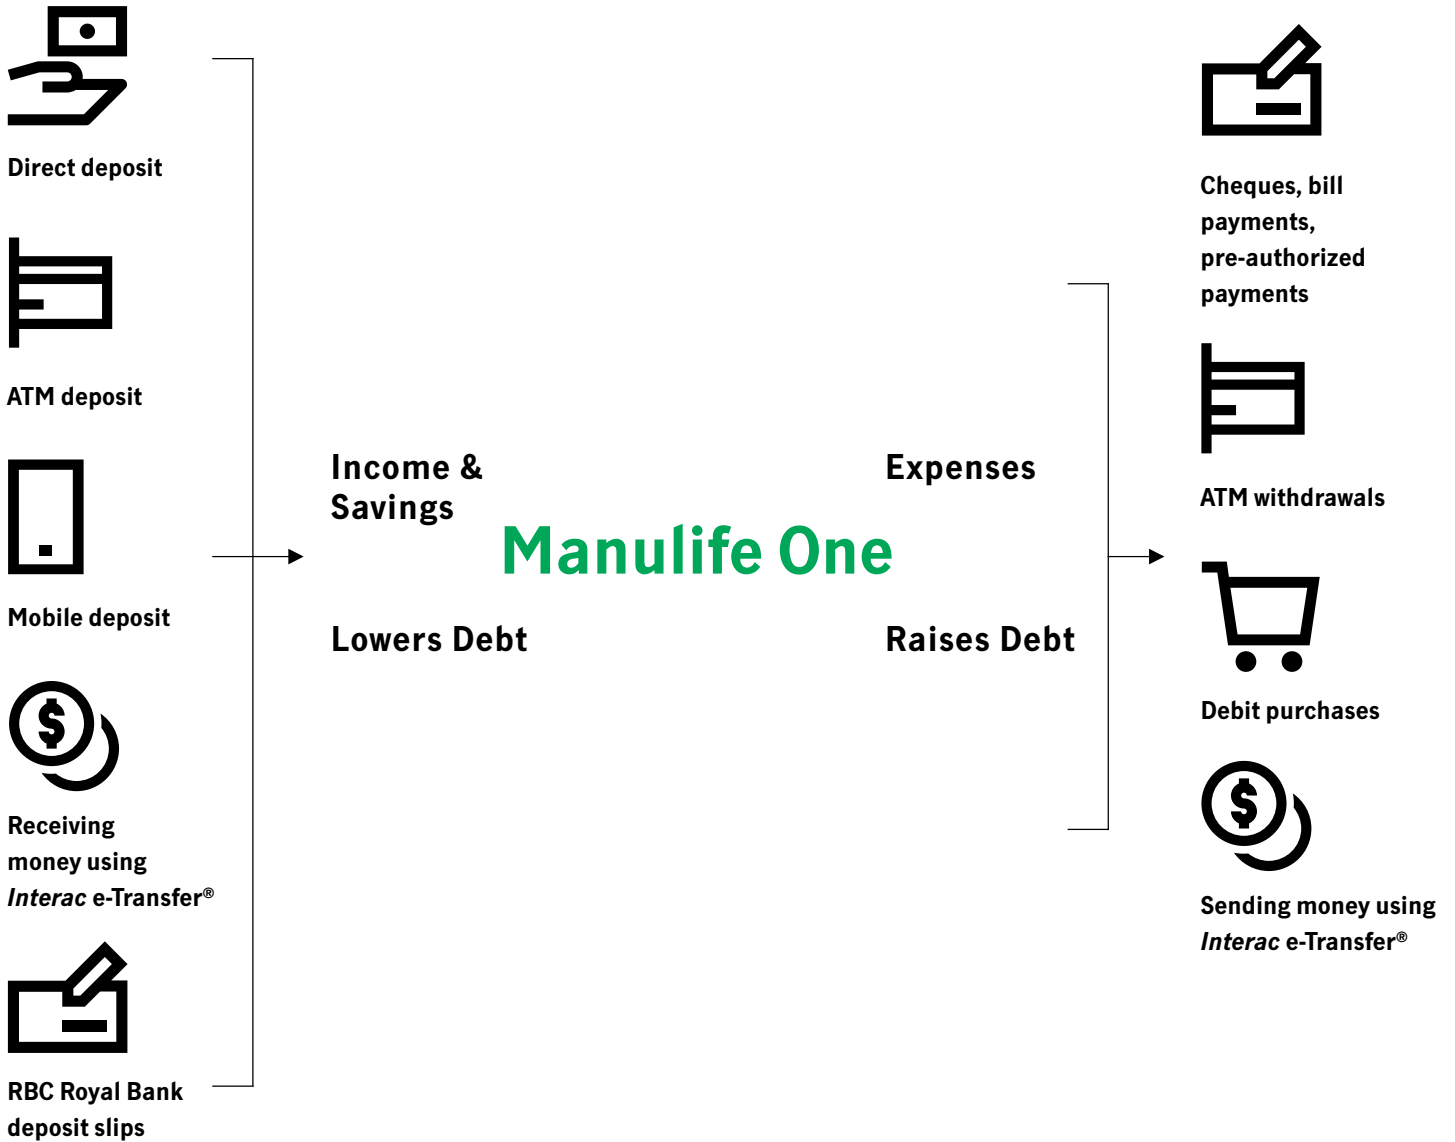 Direct deposit
ATM deposit
Mobile deposit
Receiving
money using
Interac e-Transfer®
RBC Royal Bank
deposit slips
Income &
Savings
Lowers Debt
Manulife One
Expenses
Raises Debt
Cheques, bill
payments,
pre-authorized
payments
ATM withdrawals
Debit purchases
Sending money using
Interac e-Transfer®